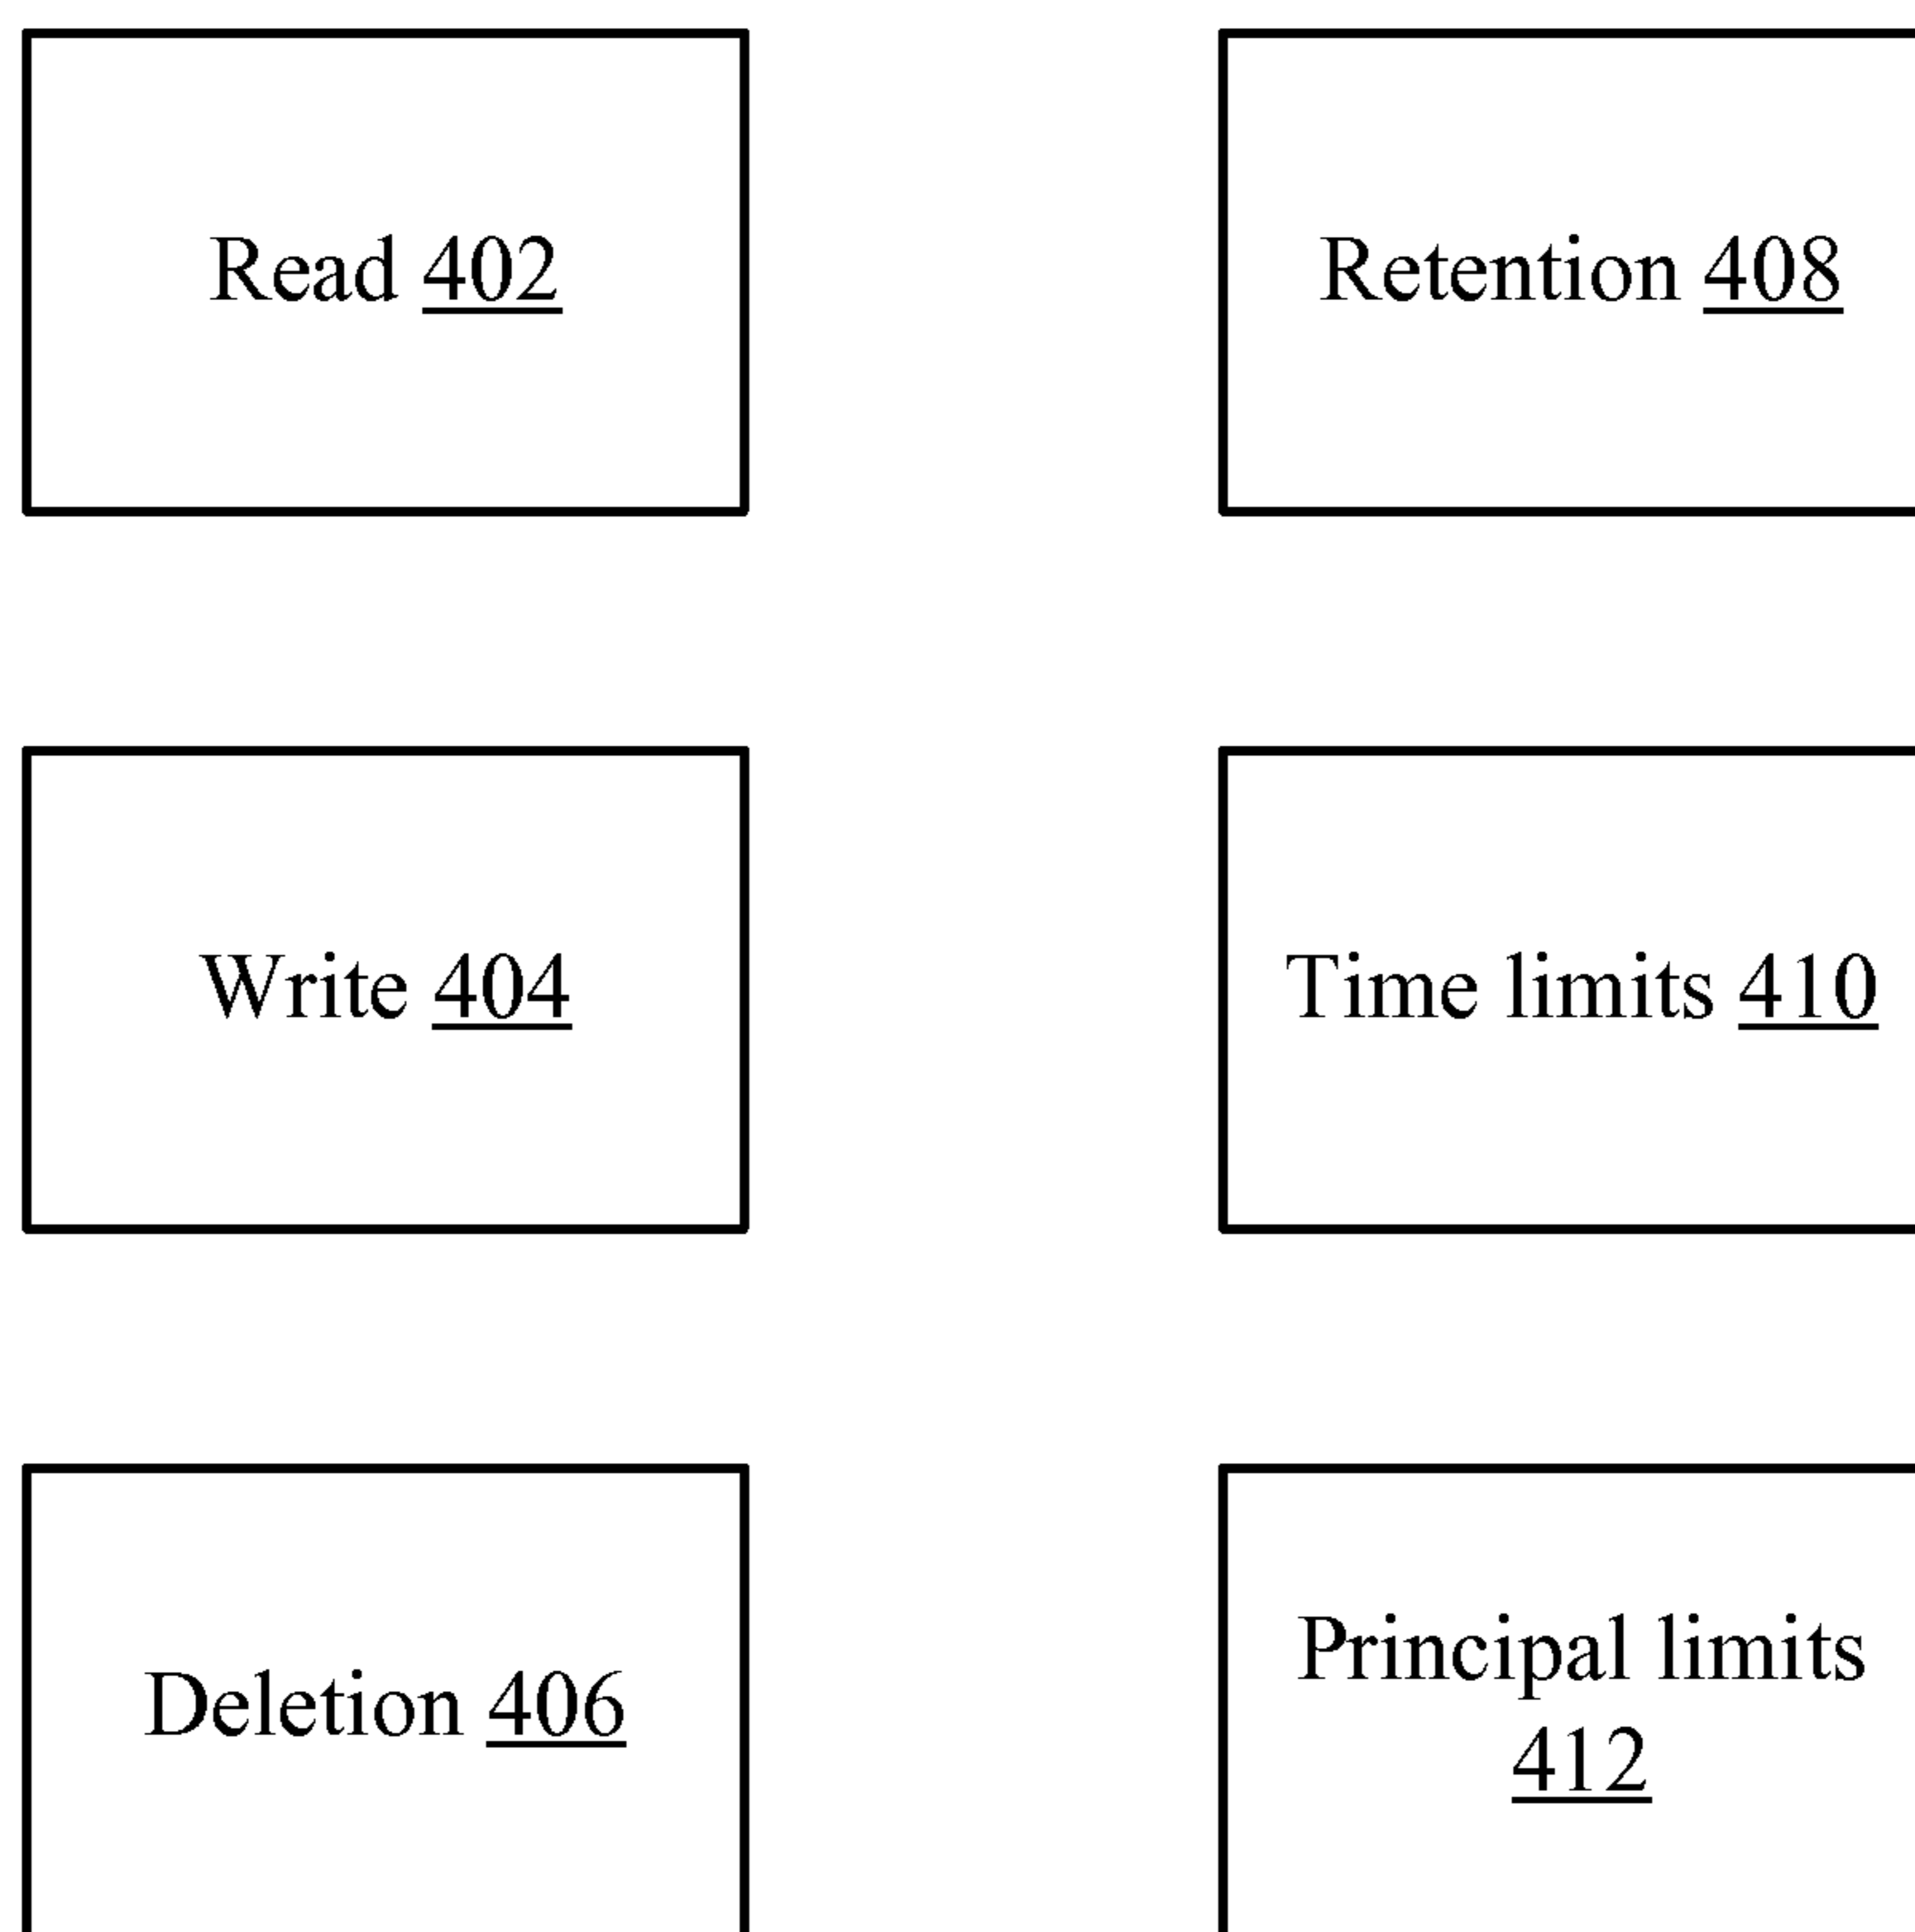 Read 402
Retention 408
Write 404
Time limits 410
Deletion 406
Principal limits
412